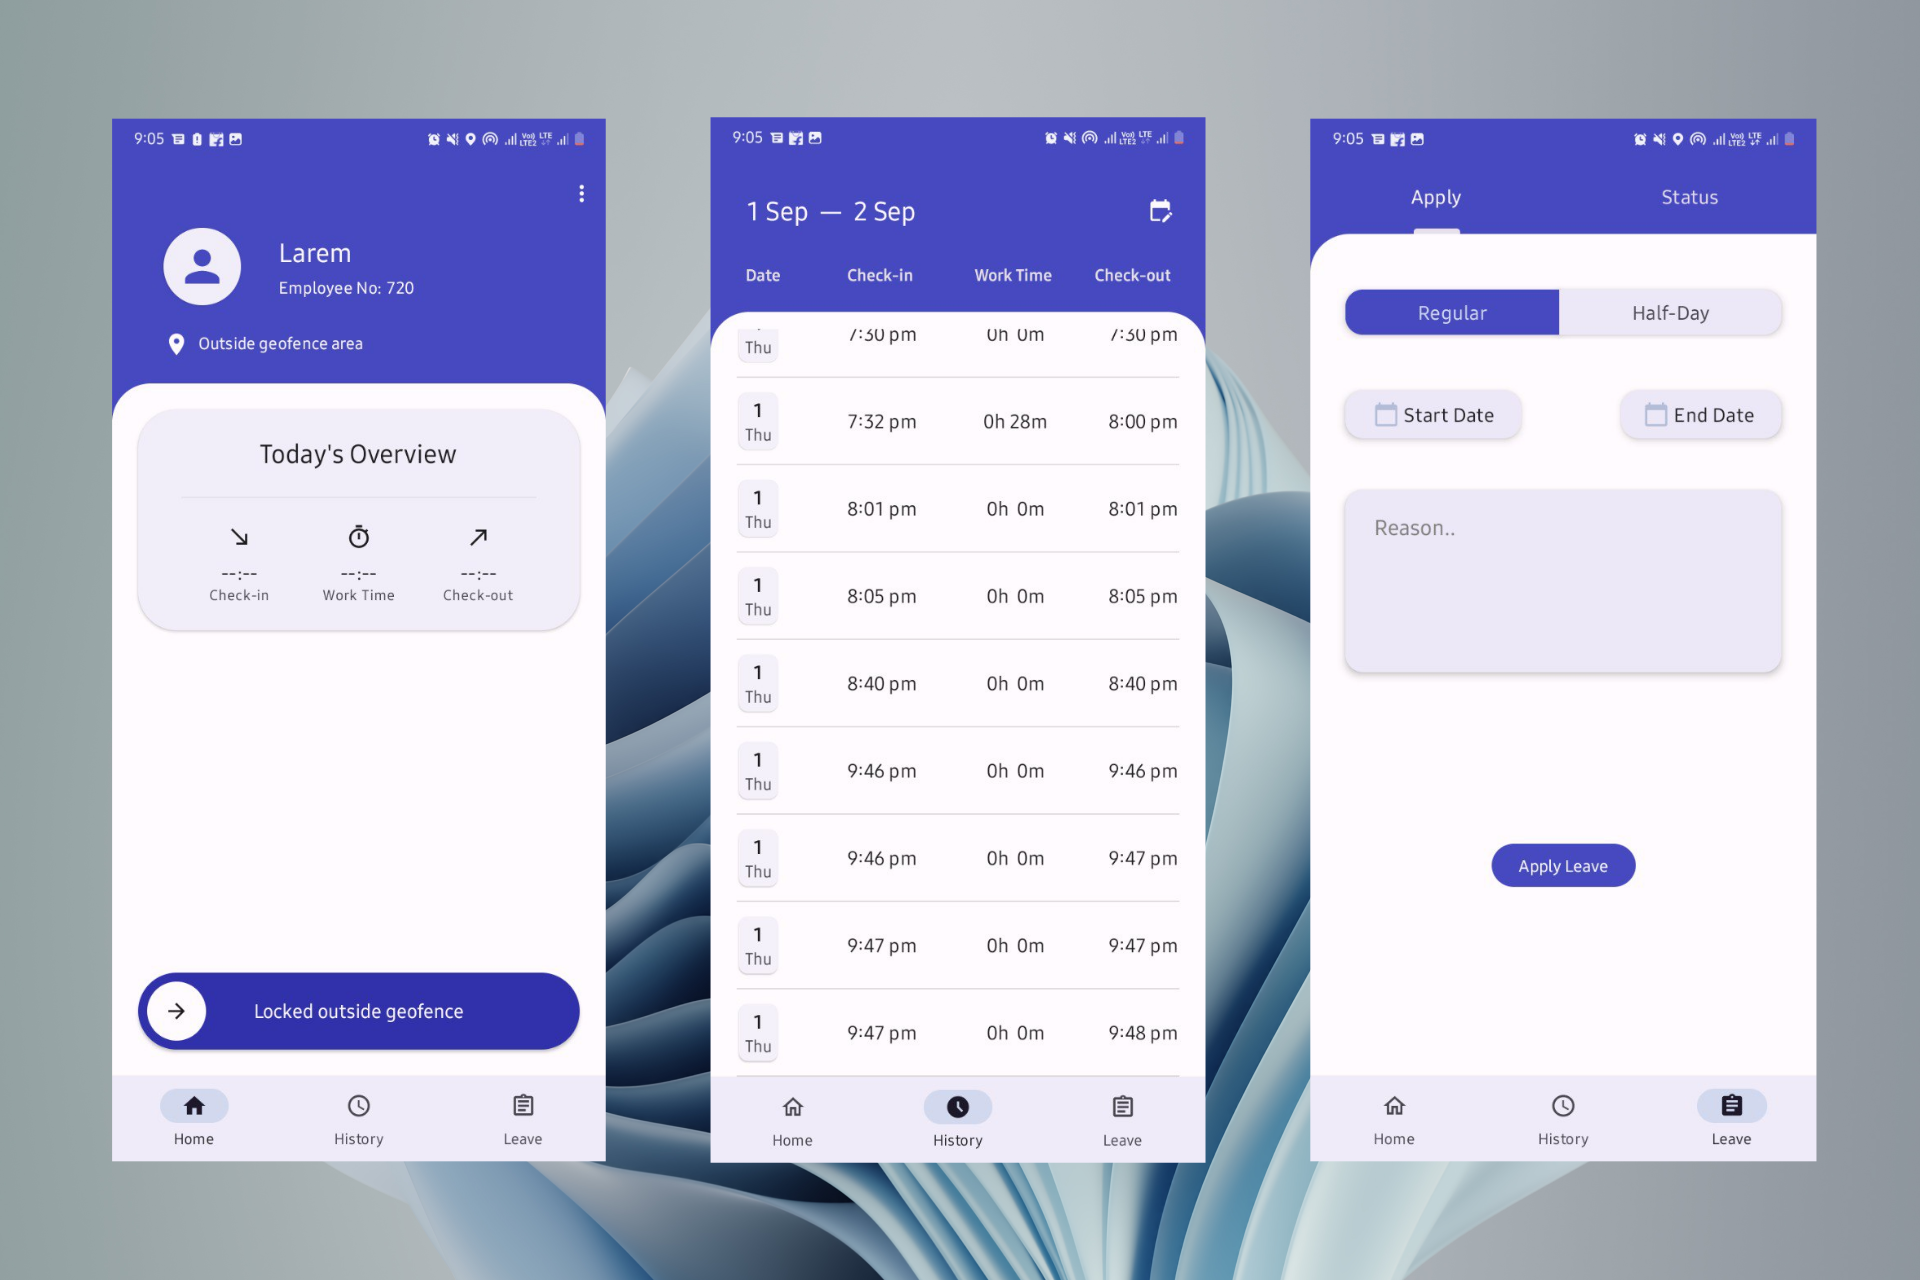 9:05
Larem
Employee No: 720
Outside geofence area
Today's Overview
--:-- --:-- --:--
Check-in Work Time Check-out
Locked outside geofence
Home History Leave
9:05
1 Sep — 2 Sep
Date Check-in Work Time Check-out
7:30 pm 0h 0m 7:30 pm
Thu
1
Thu 7:32 pm 0h 28m 8:00 pm
1
Thu 8:01 pm 0h 0m 8:01 pm
1
Thu 8:05 pm 0h 0m 8:05 pm
1
Thu 8:40 pm 0h 0m 8:40 pm
1
Thu 9:46 pm 0h 0m 9:46 pm
1
Thu 9:46 pm 0h 0m 9:47 pm
1
Thu 9:47 pm 0h 0m 9:47 pm
1
Thu 9:47 pm 0h 0m 9:48 pm
Home History Leave
9:05
Apply Status
Regular Half-Day
Start Date End Date
Reason..
Apply Leave
Home History Leave